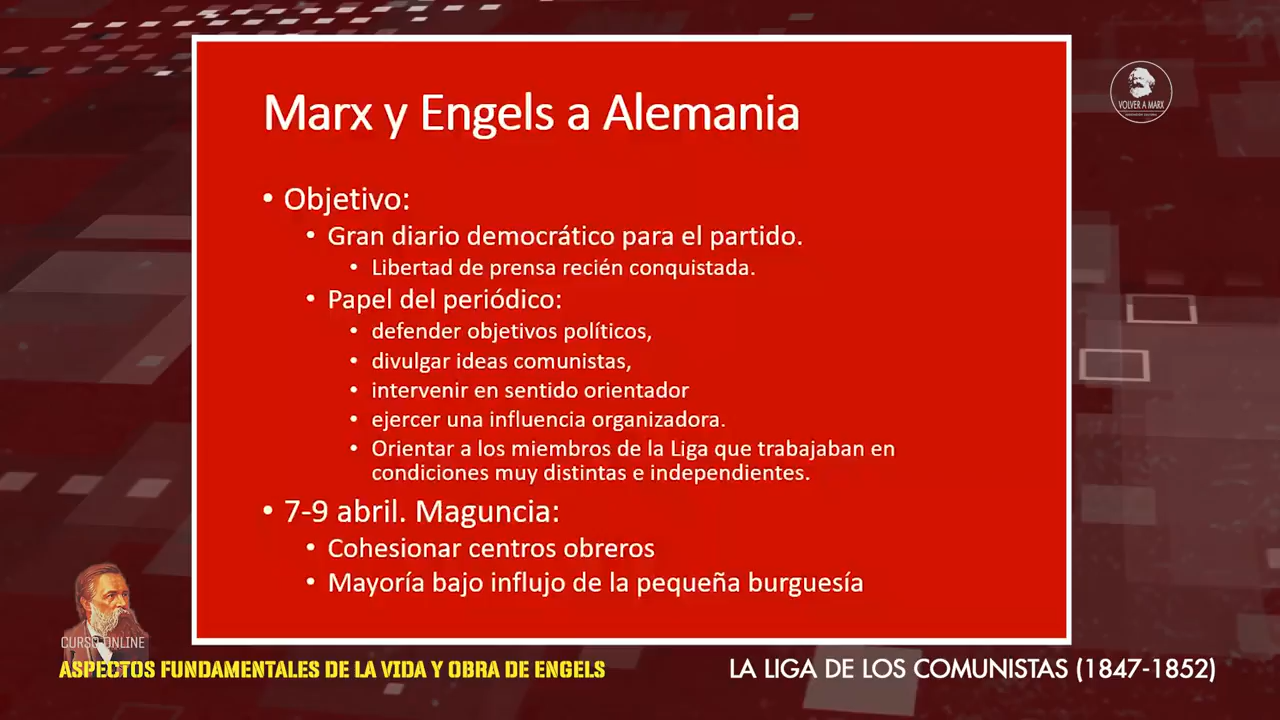 Marx y Engels a Alemania
VOLVER A MARX
• Objetivo:
• Gran diario democrático para el partido.
• Libertad de prensa recién conquistada.
• Papel del periódico:
• defender objetivos políticos,
• divulgar ideas comunistas,
• intervenir en sentido orientador
• ejercer una influencia organizadora.
• Orientar a los miembros de la Liga que trabajaban en
condiciones muy distintas e independientes.
• 7-9 abril. Maguncia:
• Cohesionar centros obreros
• Mayoría bajo influjo de la pequeña burguesía
CURSO ONLINE
ASPECTOS FUNDAMENTALES DE LA VIDA Y OBRA DE ENGELS
LA LIGA DE LOS COMUNISTAS (1847-1852)